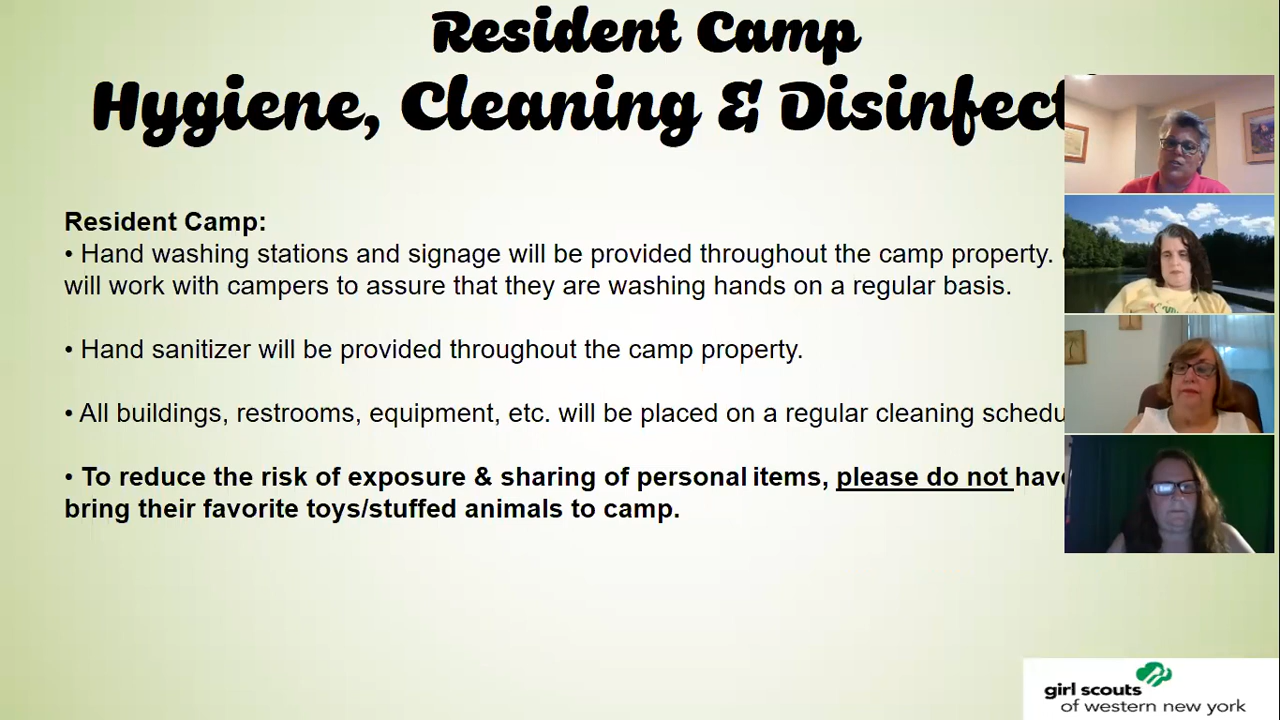 Resident Camp
Hygiene, Cleaning & Disinfect
Resident Camp:
• Hand washing stations and signage will be provided throughout the camp property.
will work with campers to assure that they are washing hands on a regular basis.
• Hand sanitizer will be provided throughout the camp property.
• All buildings, restrooms, equipment, etc. will be placed on a regular cleaning schedu
• To reduce the risk of exposure & sharing of personal items, please do not have
bring their favorite toys/stuffed animals to camp.
girl scouts
of western new york